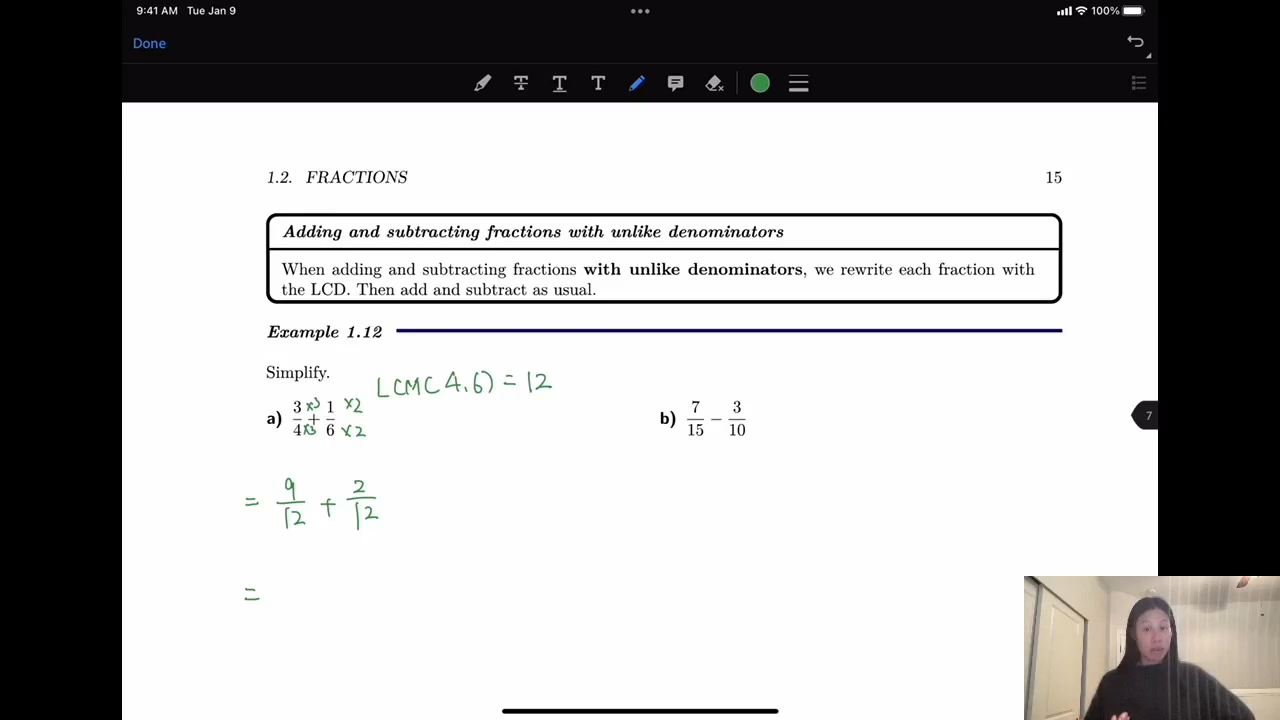 9:41 AM Tue Jan 9
100%
Done
T T T
1.2. FRACTIONS 15
Adding and subtracting fractions with unlike denominators
When adding and subtracting fractions with unlike denominators, we rewrite each fraction with
the LCD. Then add and subtract as usual.
Example 1.12
Simplify.
LCM(4,6) = 12
a) 3/4 + 1/6 ×3 ×3 ×2 ×2
b) 7/15 − 3/10
7
= 9/12 + 2/12
=